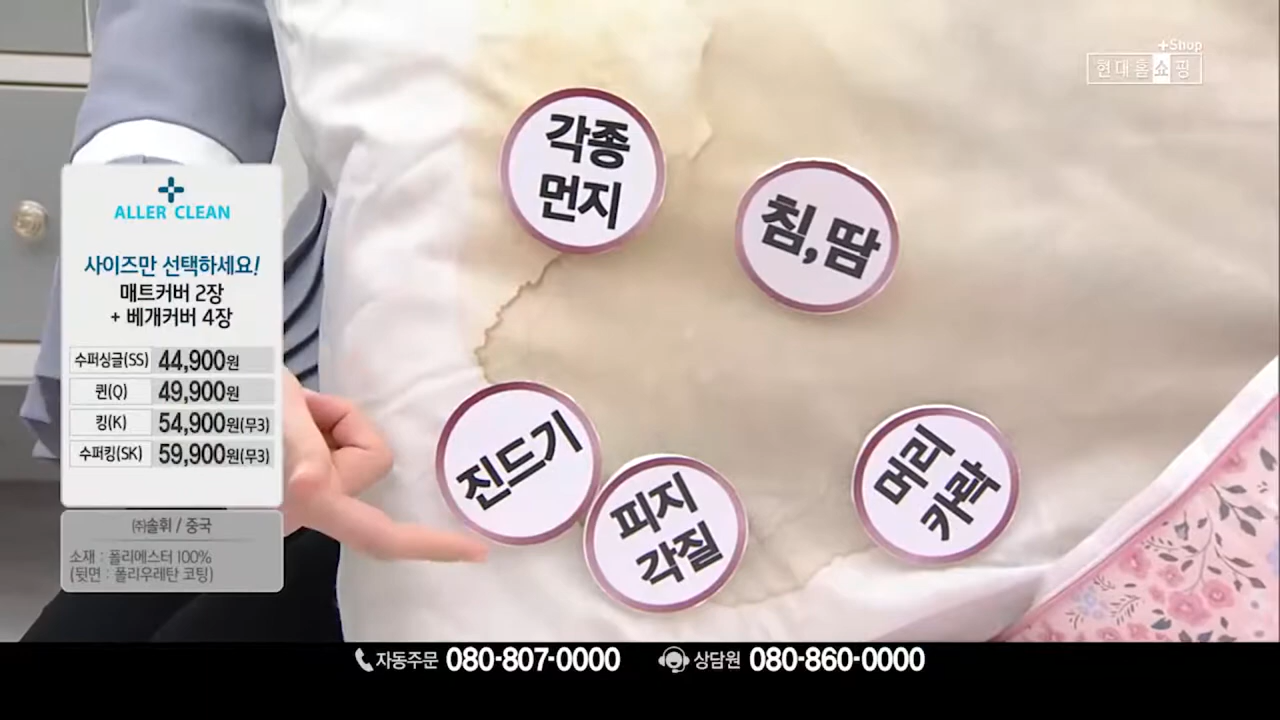 +Shop
현대홈쇼핑
각종
먼지
침,땀
진드기
피지
각질
머리
카락
ALLER CLEAN
사이즈만 선택하세요!
매트커버 2장
+ 베개커버 4장
수퍼싱글(SS) 44,900원
퀸(Q) 49,900원
킹(K) 54,900원(무3)
수퍼킹(SK) 59,900원(무3)
㈜솔휘 / 중국
소재 : 폴리에스터 100%
(뒷면 : 폴리우레탄 코팅)
자동주문 080-807-0000 상담원 080-860-0000